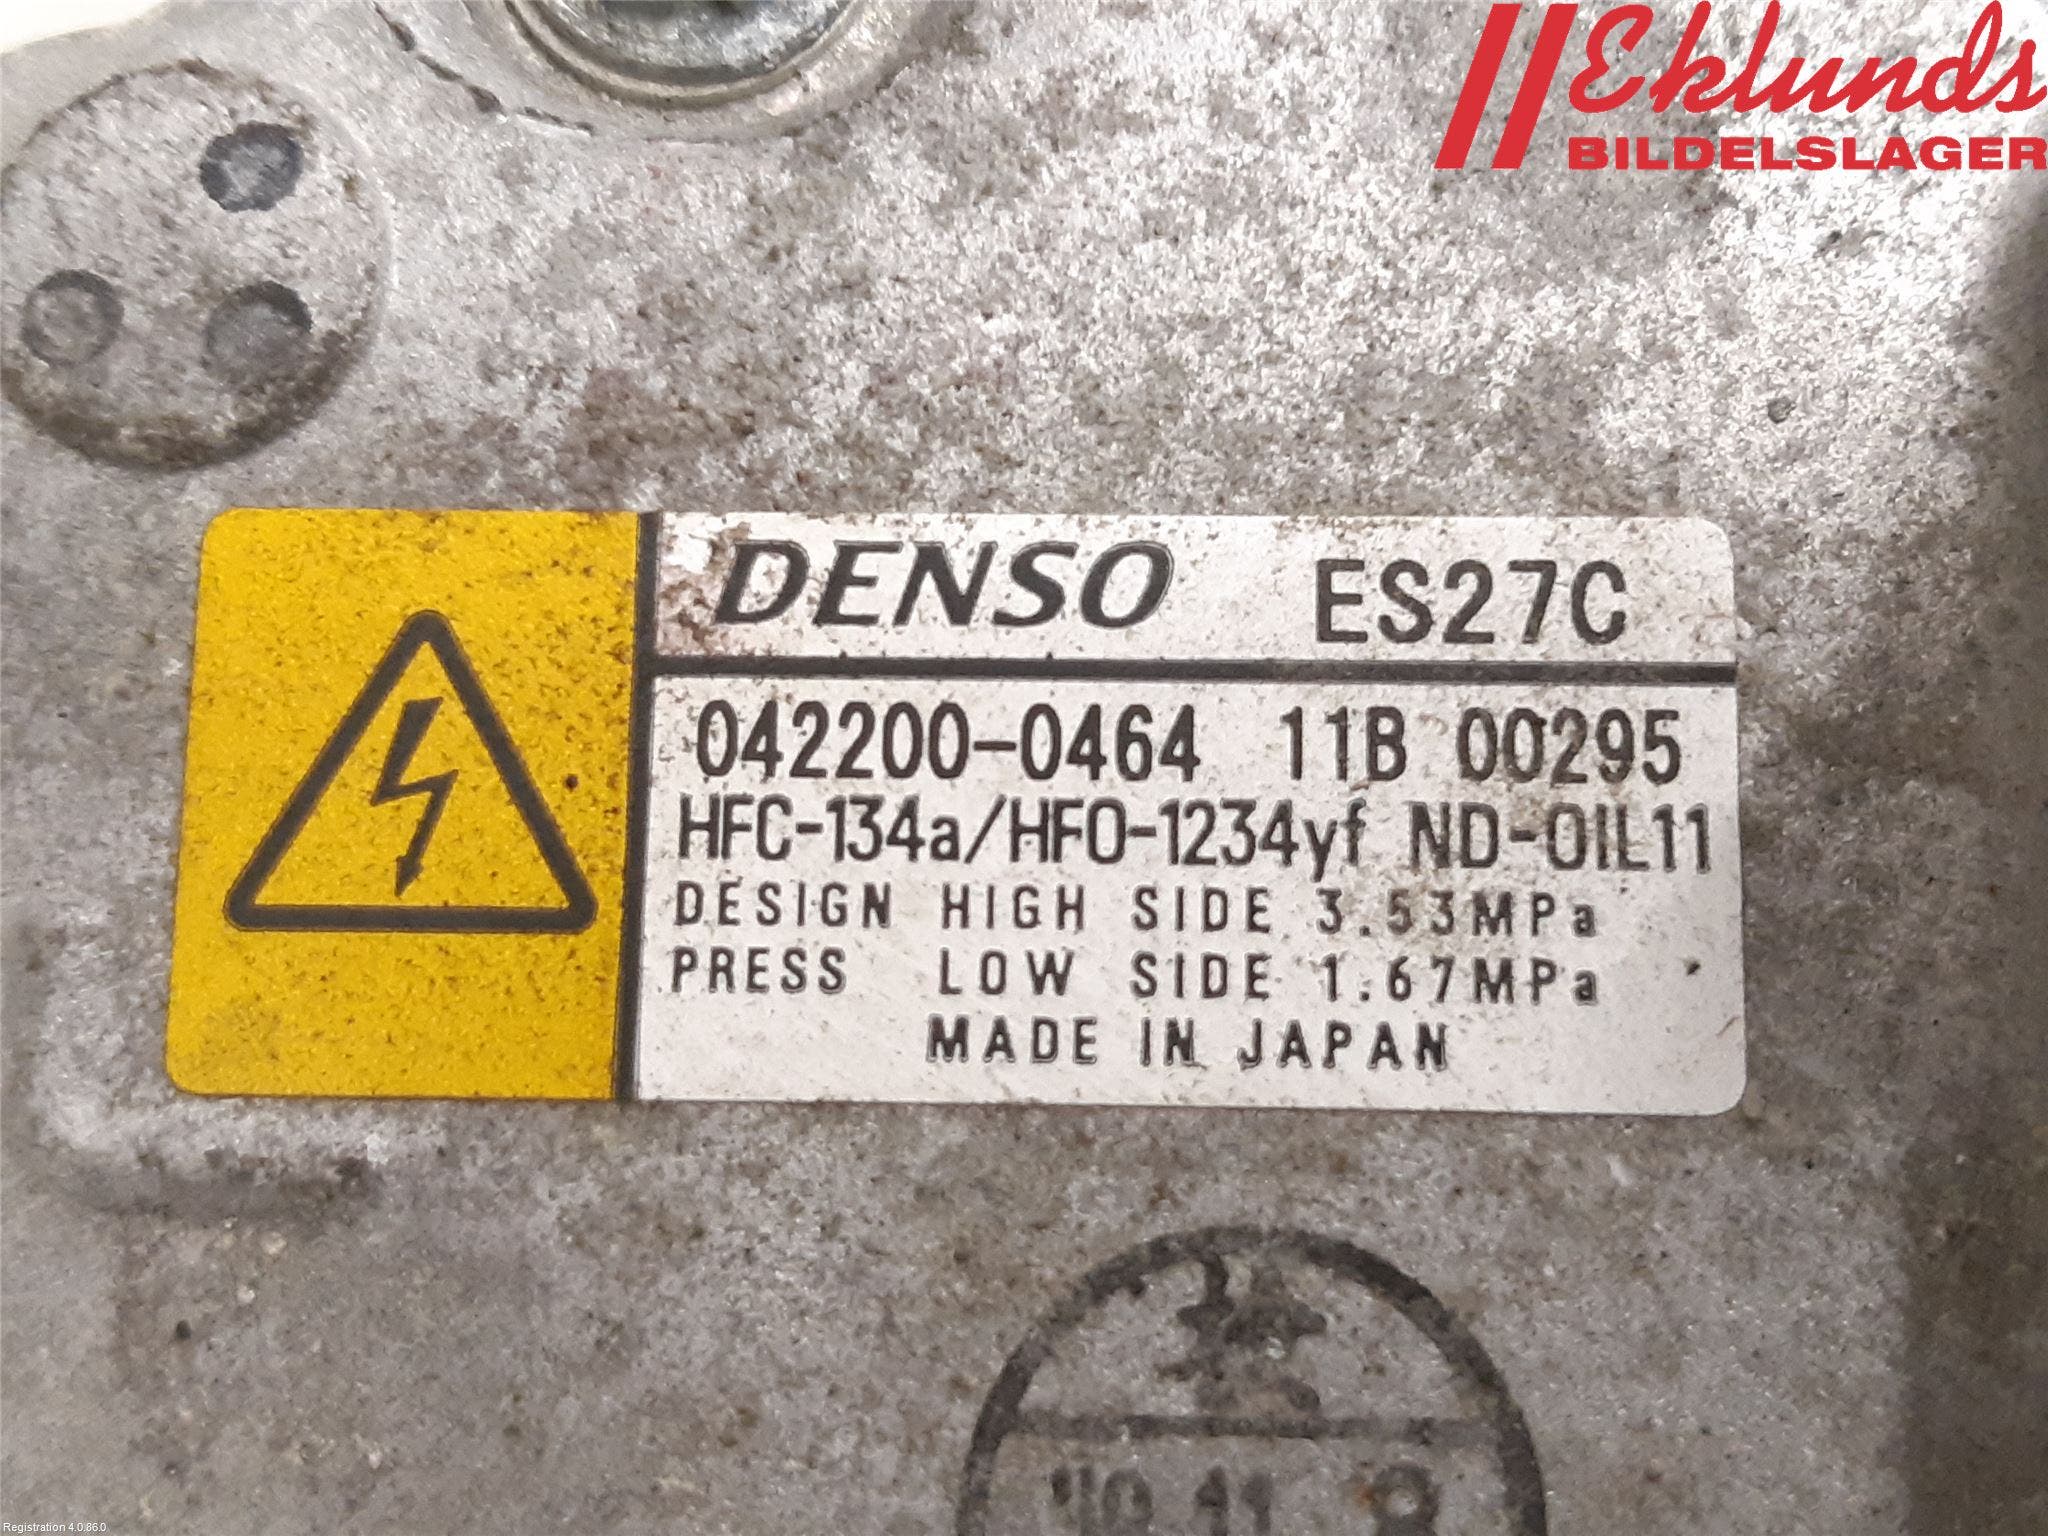 Eklunds
BILDELSLAGER
DENSO ES27C
042200-0464 11B 00295
HFC-134a/HFO-1234yf ND-OIL11
DESIGN HIGH SIDE 3.53MPa
PRESS LOW SIDE 1.67MPa
MADE IN JAPAN
Registration 4.0.86.0